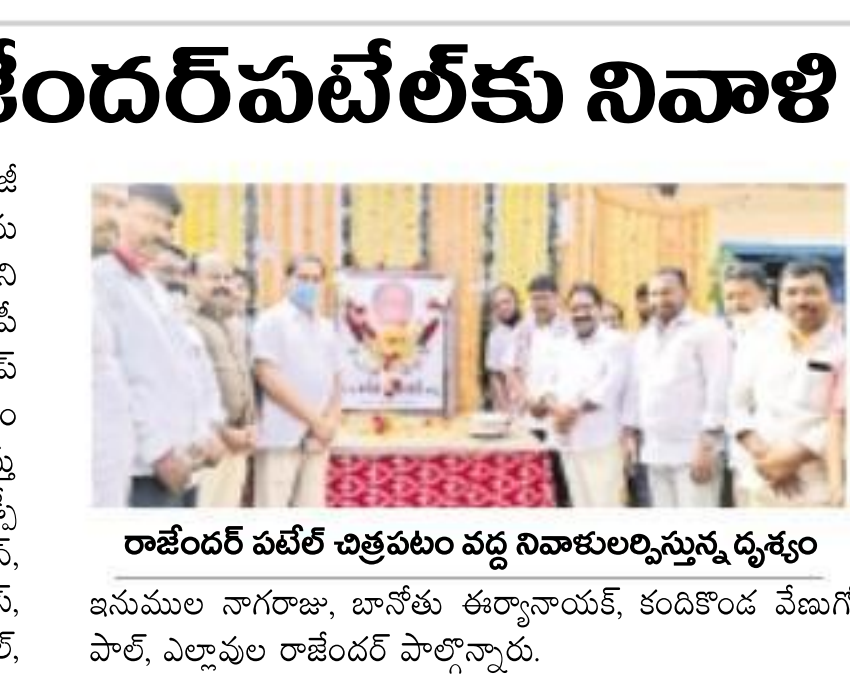 జేందర్‌పటేల్‌కు నివాళి
రాజేందర్ పటేల్ చిత్రపటం వద్ద నివాళులర్పిస్తున్న దృశ్యం
ఇనుముల నాగరాజు, బానోతు ఈర్యానాయక్, కందికొండ వేణుగో
పాల్, ఎల్లావుల రాజేందర్ పాల్గొన్నారు.